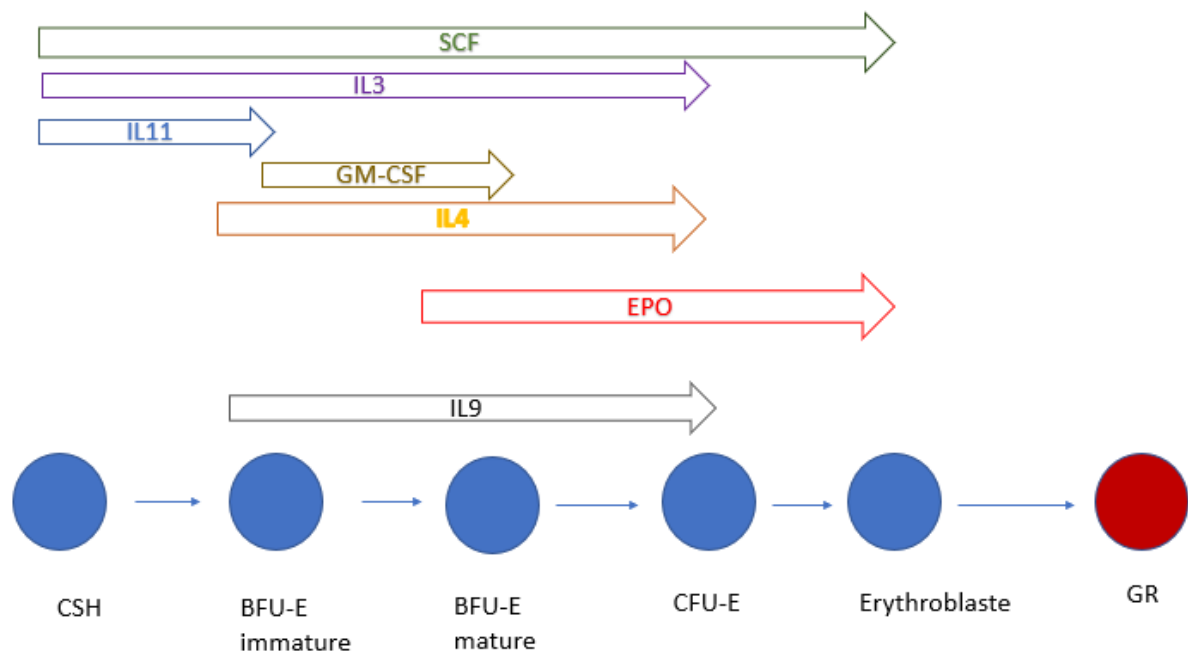 SCF
IL3
IL11
GM-CSF
IL4
EPO
IL9
CSH
BFU-E
immature
BFU-E
mature
CFU-E
Erythroblaste
GR